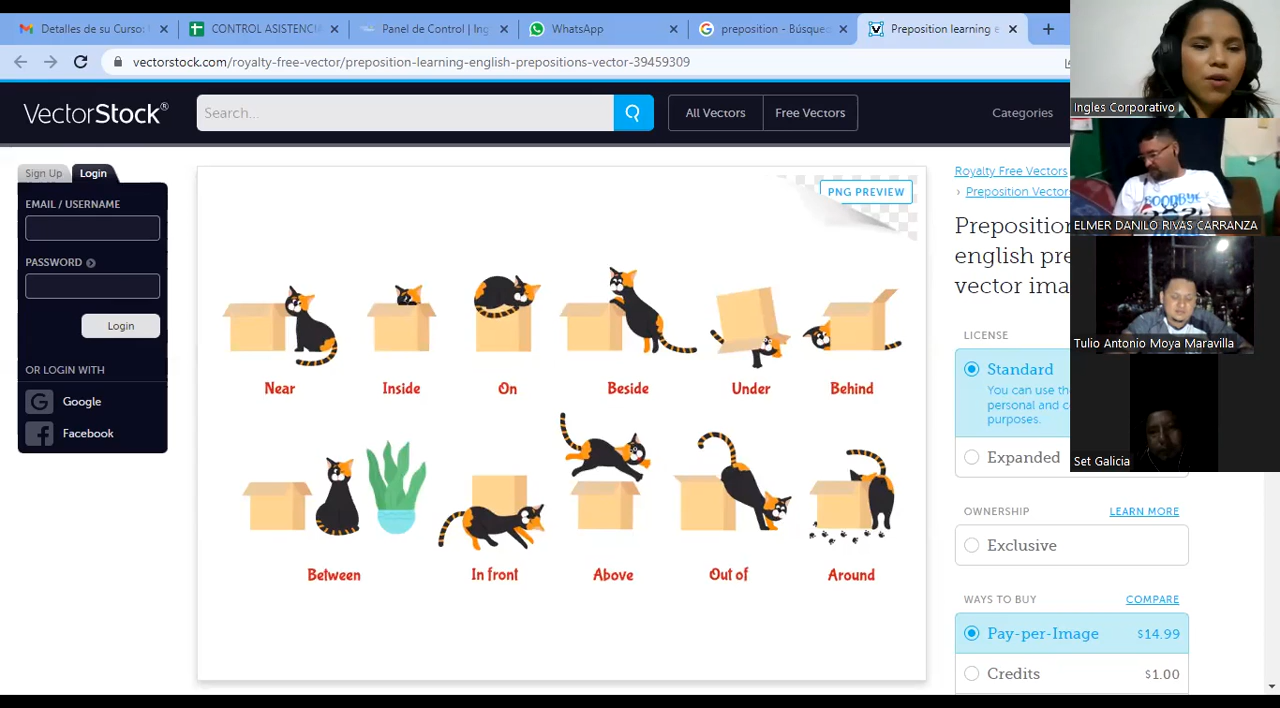 Detalles de su Curso:
CONTROL ASISTENCIA
Panel de Control | Ing
WhatsApp
preposition - Búsqued
Preposition learning e
vectorstock.com/royalty-free-vector/preposition-learning-english-prepositions-vector-39459309
VectorStock®
Search...
All Vectors
Free Vectors
Categories
Sign Up
Login
EMAIL / USERNAME
PASSWORD
Login
OR LOGIN WITH
Google
Facebook
PNG PREVIEW
Near
Inside
On
Beside
Under
Behind
Between
In front
Above
Out of
Around
Royalty Free Vectors
› Preposition Vector
Preposition
english pre
vector ima
LICENSE
Standard
You can use th
personal and c
purposes.
Expanded
OWNERSHIP
LEARN MORE
Exclusive
WAYS TO BUY
COMPARE
Pay-per-Image
$14.99
Credits
$1.00
Ingles Corporativo
GOODBYE
ELMER DANILO RIVAS CARRANZA
Tulio Antonio Moya Maravilla
Set Galicia